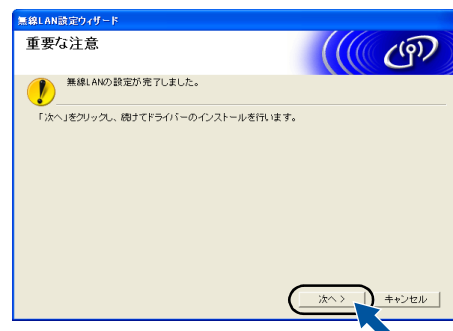 無線LAN設定ウィザード
重要な注意
無線LANの設定が完了しました。
「次へ」をクリックし、続けてドライバーのインストールを行います。
次へ >
キャンセル